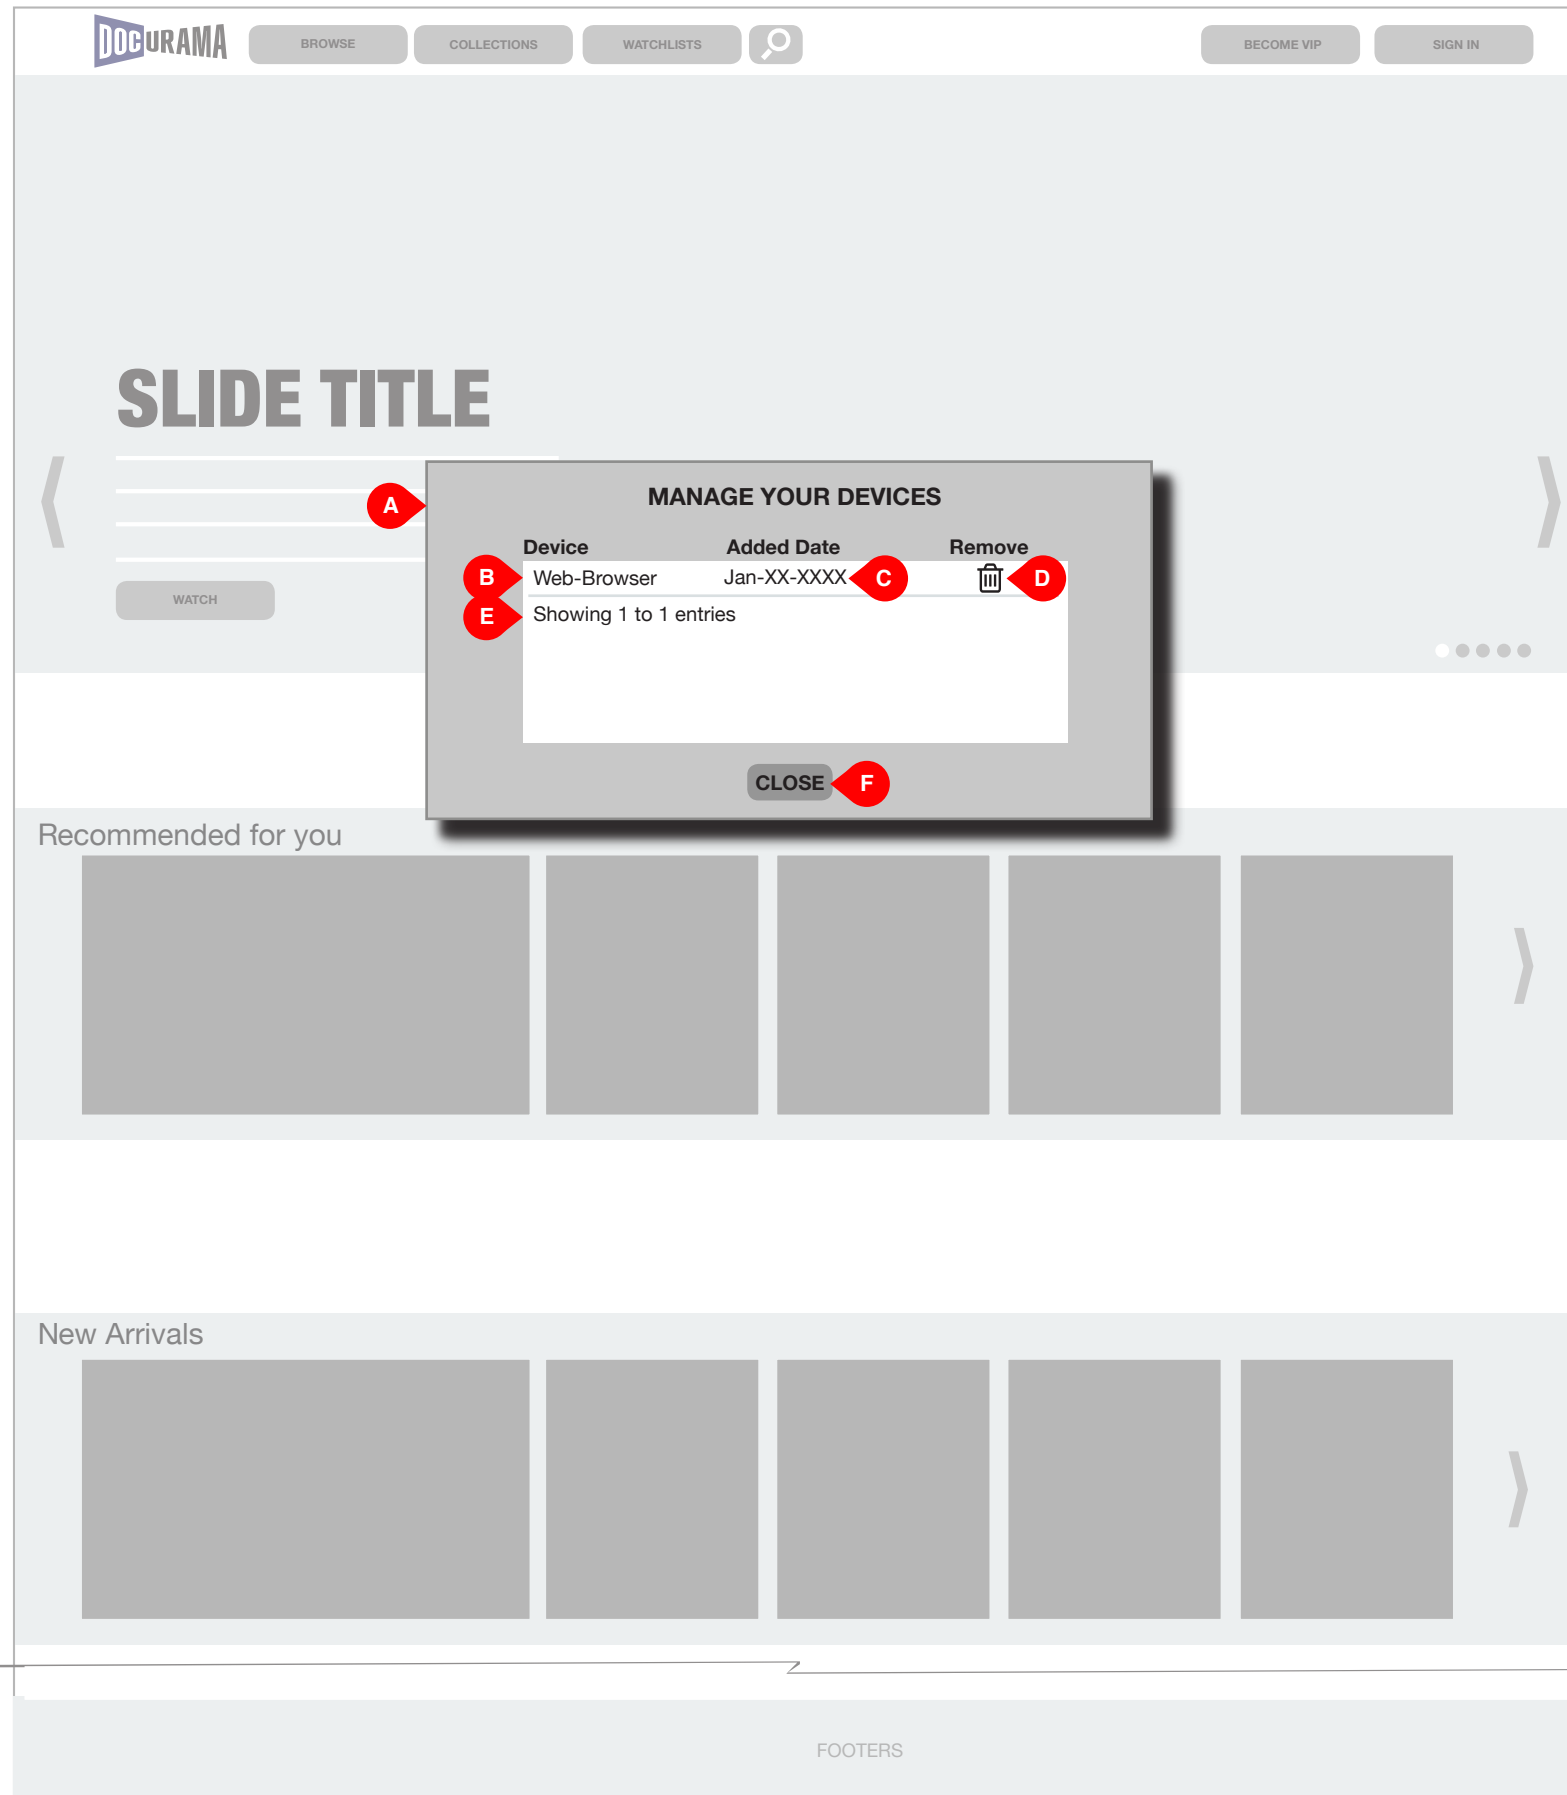 DOCURAMA
BROWSE
COLLECTIONS
WATCHLISTS
BECOME VIP
SIGN IN
SLIDE TITLE
WATCH
A
MANAGE YOUR DEVICES
Device Added Date Remove
B Web-Browser Jan-XX-XXXX C D
E Showing 1 to 1 entries
CLOSE F
Recommended for you
New Arrivals
FOOTERS